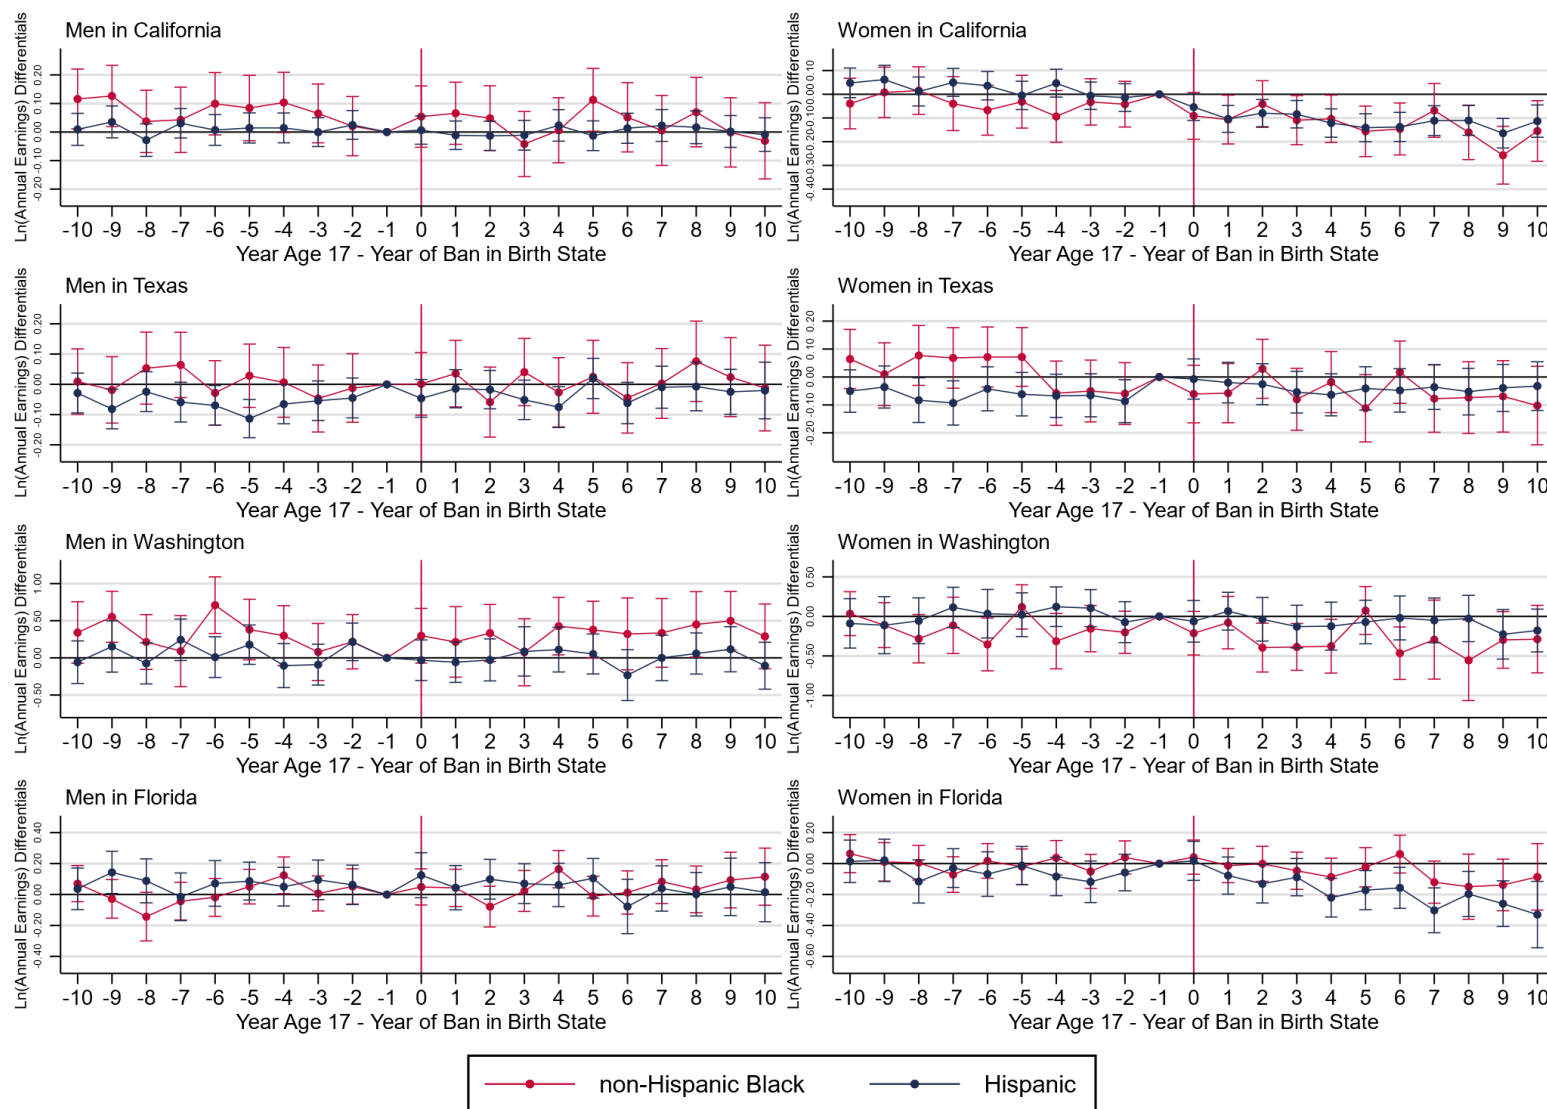 Men in California
Ln(Annual Earnings) Differentials
0.20
0.10
0.00
-0.10
-0.20
-10 -9 -8 -7 -6 -5 -4 -3 -2 -1 0 1 2 3 4 5 6 7 8 9 10
Year Age 17 - Year of Ban in Birth State
Women in California
Ln(Annual Earnings) Differentials
0.10
0.00
-0.10
-0.20
-0.30
-0.40
-10 -9 -8 -7 -6 -5 -4 -3 -2 -1 0 1 2 3 4 5 6 7 8 9 10
Year Age 17 - Year of Ban in Birth State
Men in Texas
Ln(Annual Earnings) Differentials
0.20
0.10
0.00
-0.10
-0.20
-10 -9 -8 -7 -6 -5 -4 -3 -2 -1 0 1 2 3 4 5 6 7 8 9 10
Year Age 17 - Year of Ban in Birth State
Women in Texas
Ln(Annual Earnings) Differentials
0.20
0.10
0.00
-0.10
-0.20
-10 -9 -8 -7 -6 -5 -4 -3 -2 -1 0 1 2 3 4 5 6 7 8 9 10
Year Age 17 - Year of Ban in Birth State
Men in Washington
Ln(Annual Earnings) Differentials
1.00
0.50
0.00
-0.50
-10 -9 -8 -7 -6 -5 -4 -3 -2 -1 0 1 2 3 4 5 6 7 8 9 10
Year Age 17 - Year of Ban in Birth State
Women in Washington
Ln(Annual Earnings) Differentials
0.50
0.00
-0.50
-1.00
-10 -9 -8 -7 -6 -5 -4 -3 -2 -1 0 1 2 3 4 5 6 7 8 9 10
Year Age 17 - Year of Ban in Birth State
Men in Florida
Ln(Annual Earnings) Differentials
0.40
0.20
0.00
-0.20
-0.40
-10 -9 -8 -7 -6 -5 -4 -3 -2 -1 0 1 2 3 4 5 6 7 8 9 10
Year Age 17 - Year of Ban in Birth State
Women in Florida
Ln(Annual Earnings) Differentials
0.20
0.00
-0.20
-0.40
-0.60
-10 -9 -8 -7 -6 -5 -4 -3 -2 -1 0 1 2 3 4 5 6 7 8 9 10
Year Age 17 - Year of Ban in Birth State
non-Hispanic Black
Hispanic